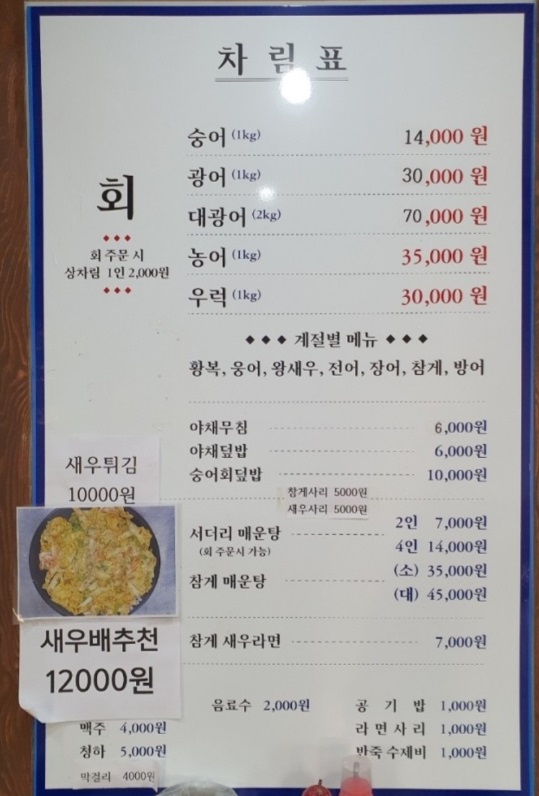 차 림 표
회
◆ ◆ ◆
회 주문 시
상차림 1인 2,000원
◆ ◆ ◆
숭어 (1kg) 14,000 원
광어 (1kg) 30,000 원
대광어 (2kg) 70,000 원
농어 (1kg) 35,000 원
우럭 (1kg) 30,000 원
◆ ◆ ◆ 계절별 메뉴 ◆ ◆ ◆
황복, 웅어, 왕새우, 전어, 장어, 참게, 방어
야채무침 6,000원
야채덮밥 6,000원
숭어회덮밥 10,000원
참게사리 5000원
새우사리 5000원
서더리 매운탕 2인 7,000원
(회 주문시 가능) 4인 14,000원
참게 매운탕 (소) 35,000원
(대) 45,000원
참게 새우라면 7,000원
새우튀김
10000원
새우배추천
12000원
음료수 2,000원
맥주 4,000원
청하 5,000원
막걸리 4000원
공 기 밥 1,000원
라 면 사 리 1,000원
반죽 수제비 1,000원